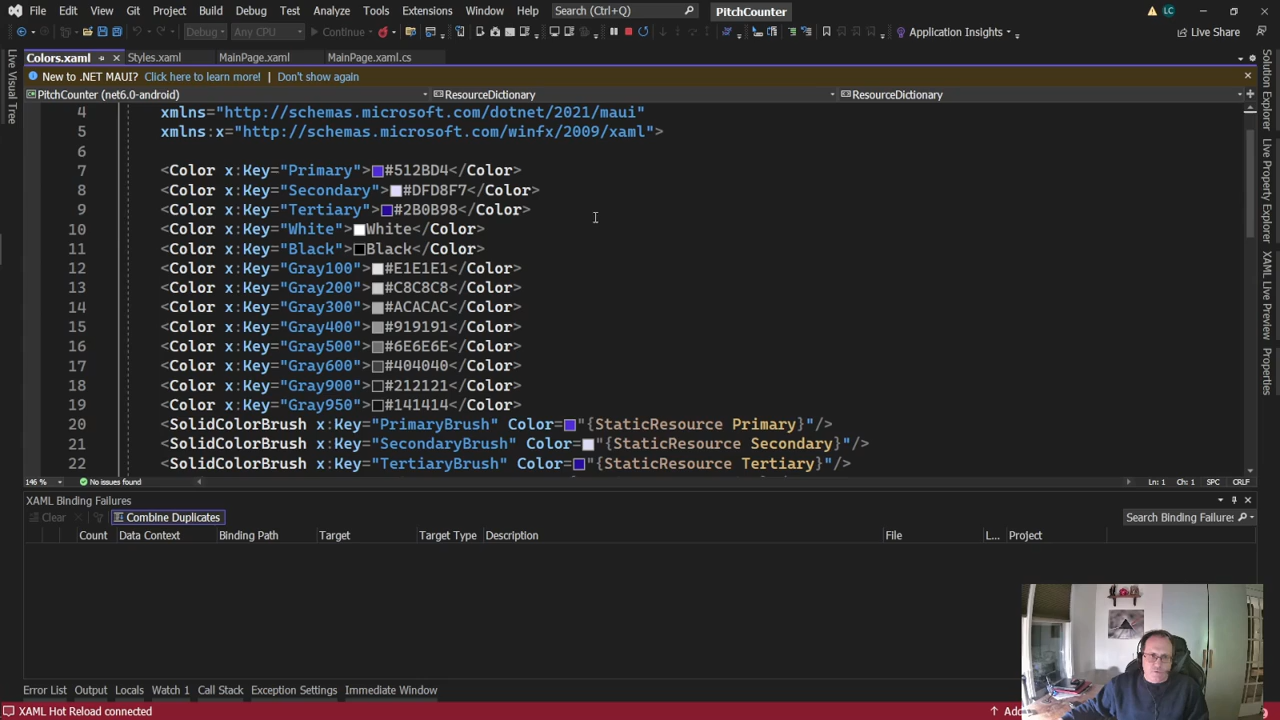 File Edit View Git Project Build Debug Test Analyze Tools Extensions Window Help Search (Ctrl+Q) PitchCounter LC
Debug Any CPU Continue Application Insights Live Share
Colors.xaml Styles.xaml MainPage.xaml MainPage.xaml.cs
New to .NET MAUI? Click here to learn more! Don't show again
PitchCounter (net6.0-android) ResourceDictionary ResourceDictionary
4 xmlns="http://schemas.microsoft.com/dotnet/2021/maui"
5 xmlns:x="http://schemas.microsoft.com/winfx/2009/xaml">
6
7 <Color x:Key="Primary">#512BD4</Color>
8 <Color x:Key="Secondary">#DFD8F7</Color>
9 <Color x:Key="Tertiary">#2B0B98</Color>
10 <Color x:Key="White">White</Color>
11 <Color x:Key="Black">Black</Color>
12 <Color x:Key="Gray100">#E1E1E1</Color>
13 <Color x:Key="Gray200">#C8C8C8</Color>
14 <Color x:Key="Gray300">#ACACAC</Color>
15 <Color x:Key="Gray400">#919191</Color>
16 <Color x:Key="Gray500">#6E6E6E</Color>
17 <Color x:Key="Gray600">#404040</Color>
18 <Color x:Key="Gray900">#212121</Color>
19 <Color x:Key="Gray950">#141414</Color>
20 <SolidColorBrush x:Key="PrimaryBrush" Color="{StaticResource Primary}"/>
21 <SolidColorBrush x:Key="SecondaryBrush" Color="{StaticResource Secondary}"/>
22 <SolidColorBrush x:Key="TertiaryBrush" Color="{StaticResource Tertiary}"/>
146 % No issues found Ln: 1 Ch: 1 SPC CRLF
XAML Binding Failures
Clear Combine Duplicates Search Binding Failures
Count Data Context Binding Path Target Target Type Description File L... Project
Error List Output Locals Watch 1 Call Stack Exception Settings Immediate Window
XAML Hot Reload connected
Live Visual Tree
Solution Explorer
Live Property Explorer
XAML Live Preview
Properties